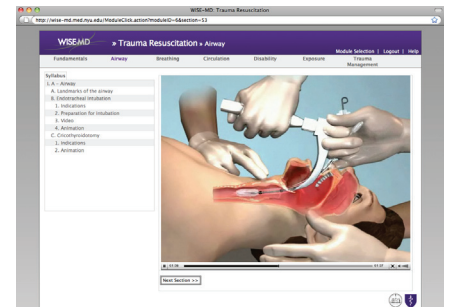 WISE-MD: Trauma Resuscitation
http://wise-md.med.nyu.edu/ModuleClick.action?moduleID=6&section=53
WISEMD » Trauma Resuscitation » Airway
Module Selection | Logout | Help
Fundamentals Airway Breathing Circulation Disability Exposure Trauma Management
Syllabus
A - Airway
A. Landmarks of the airway
B. Endotracheal Intubation
1. Indications
2. Preparation for intubation
3. Video
4. Animation
C. Cricothyroidotomy
1. Indications
2. Animation
Next Section >>